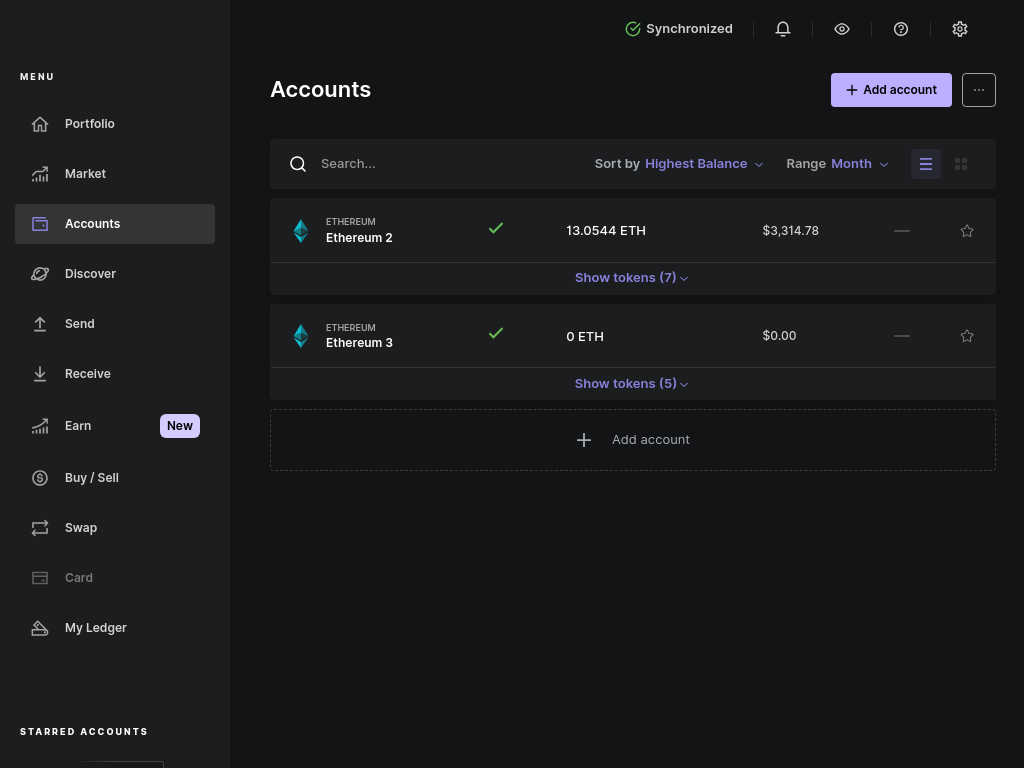 Synchronized
MENU
Portfolio
Market
Accounts
Discover
Send
Receive
Earn New
Buy / Sell
Swap
Card
My Ledger
STARRED ACCOUNTS
Accounts
Add account
Search...
Sort by Highest Balance
Range Month
ETHEREUM
Ethereum 2
13.0544 ETH
$3,314.78
—
Show tokens (7)
ETHEREUM
Ethereum 3
0 ETH
$0.00
—
Show tokens (5)
Add account